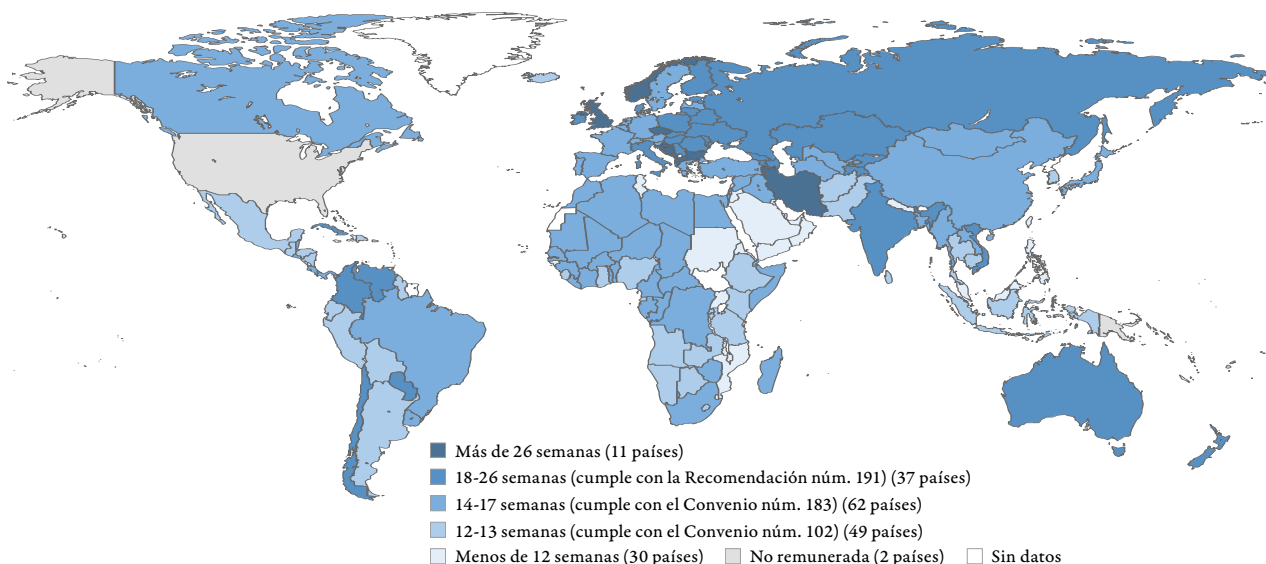 Más de 26 semanas (11 países)
18-26 semanas (cumple con la Recomendación núm. 191) (37 países)
14-17 semanas (cumple con el Convenio núm. 183) (62 países)
12-13 semanas (cumple con el Convenio núm. 102) (49 países)
Menos de 12 semanas (30 países) No remunerada (2 países) Sin datos